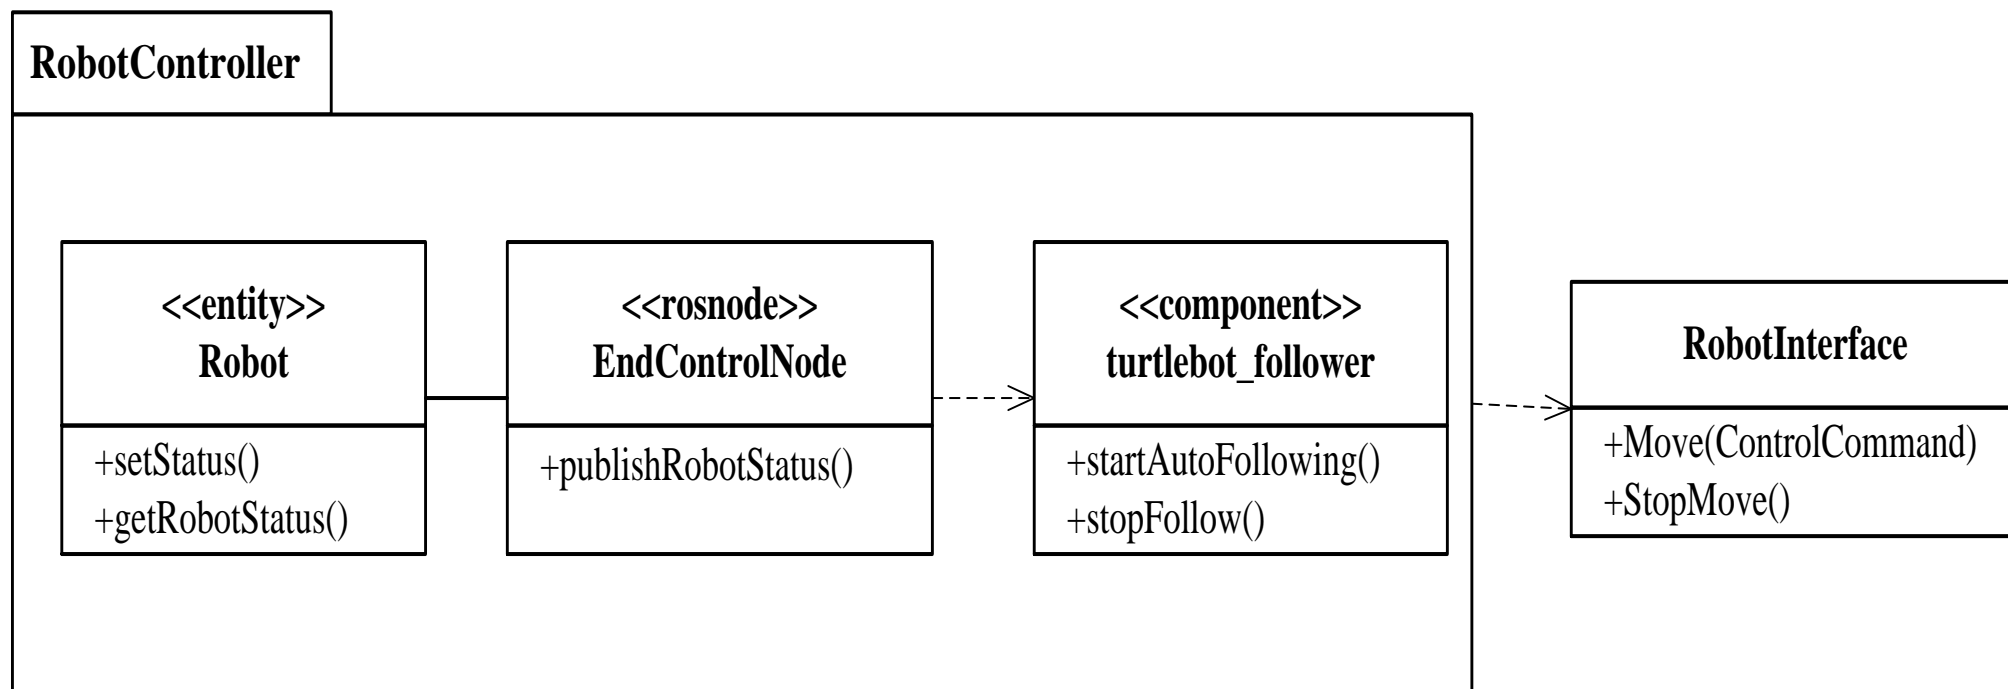 RobotController
<<entity>>
Robot
+setStatus()
+getRobotStatus()
<<rosnode>>
EndControlNode
+publishRobotStatus()
<<component>>
turtlebot_follower
+startAutoFollowing()
+stopFollow()
RobotInterface
+Move(ControlCommand)
+StopMove()